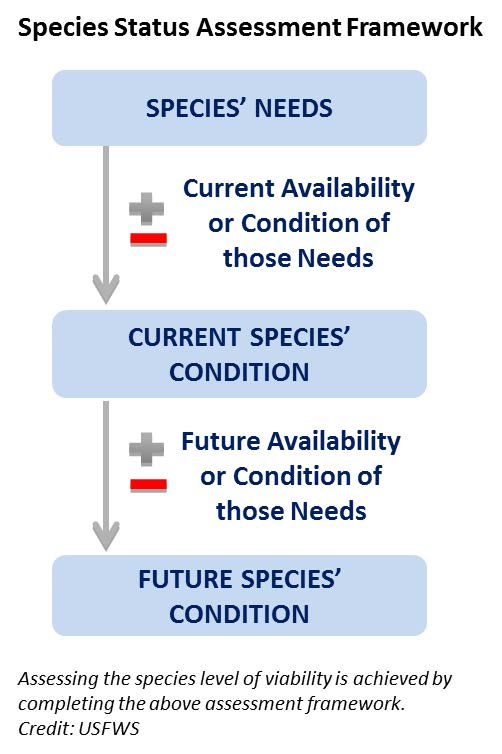 Species Status Assessment Framework
SPECIES’ NEEDS
Current Availability
or Condition of
those Needs
CURRENT SPECIES’
CONDITION
Future Availability
or Condition of
those Needs
FUTURE SPECIES’
CONDITION
Assessing the species level of viability is achieved by
completing the above assessment framework.
Credit: USFWS